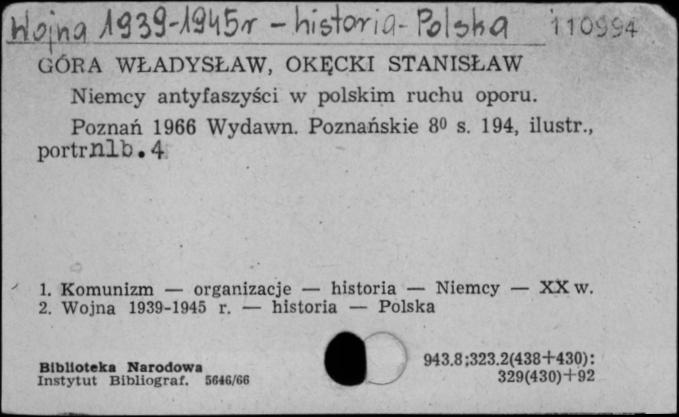 Wojna 1939-1945r - historia - Polska 110994
GÓRA WŁADYSŁAW, OKĘCKI STANISŁAW
Niemcy antyfaszyści w polskim ruchu oporu.
Poznań 1966 Wydawn. Poznańskie 8⁰ s. 194, ilustr.,
portr nlb. 4
1. Komunizm — organizacje — historia — Niemcy — XX w.
2. Wojna 1939-1945 r. — historia — Polska
943.8;323.2(438+430):
Biblioteka Narodowa
329(430)+92
Instytut Bibliograf. 5646/66